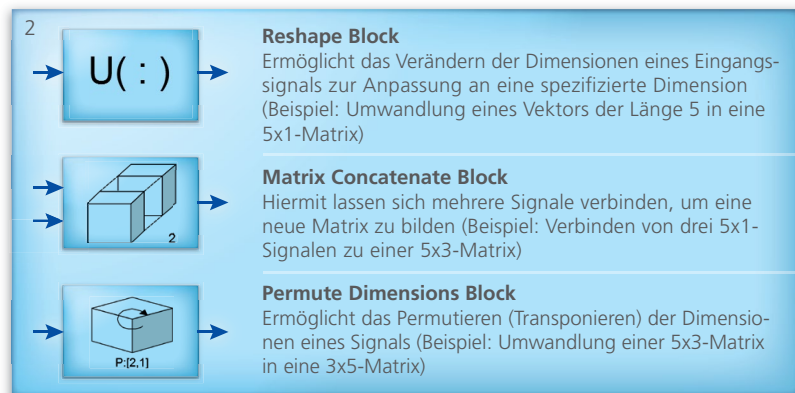 2
U( : )
Reshape Block
Ermöglicht das Verändern der Dimensionen eines Eingangs-
signals zur Anpassung an eine spezifizierte Dimension
(Beispiel: Umwandlung eines Vektors der Länge 5 in eine
5x1-Matrix)
2
Matrix Concatenate Block
Hiermit lassen sich mehrere Signale verbinden, um eine
neue Matrix zu bilden (Beispiel: Verbinden von drei 5x1-
Signalen zu einer 5x3-Matrix)
P:[2,1]
Permute Dimensions Block
Ermöglicht das Permutieren (Transponieren) der Dimensio-
nen eines Signals (Beispiel: Umwandlung einer 5x3-Matrix
in eine 3x5-Matrix)